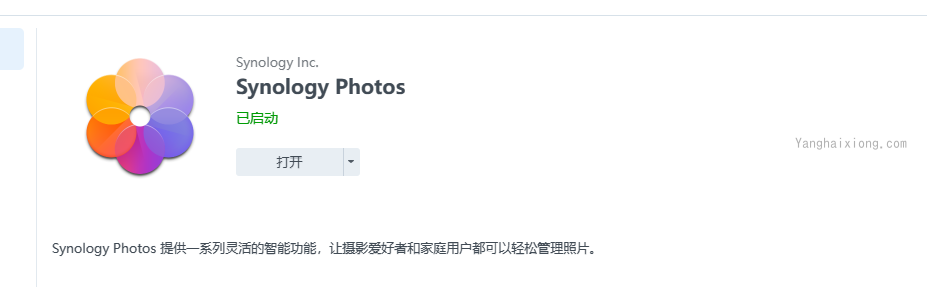 Synology Inc.
Synology Photos
已启动
打开
Yanghaixiong.com
Synology Photos 提供一系列灵活的智能功能，让摄影爱好者和家庭用户都可以轻松管理照片。